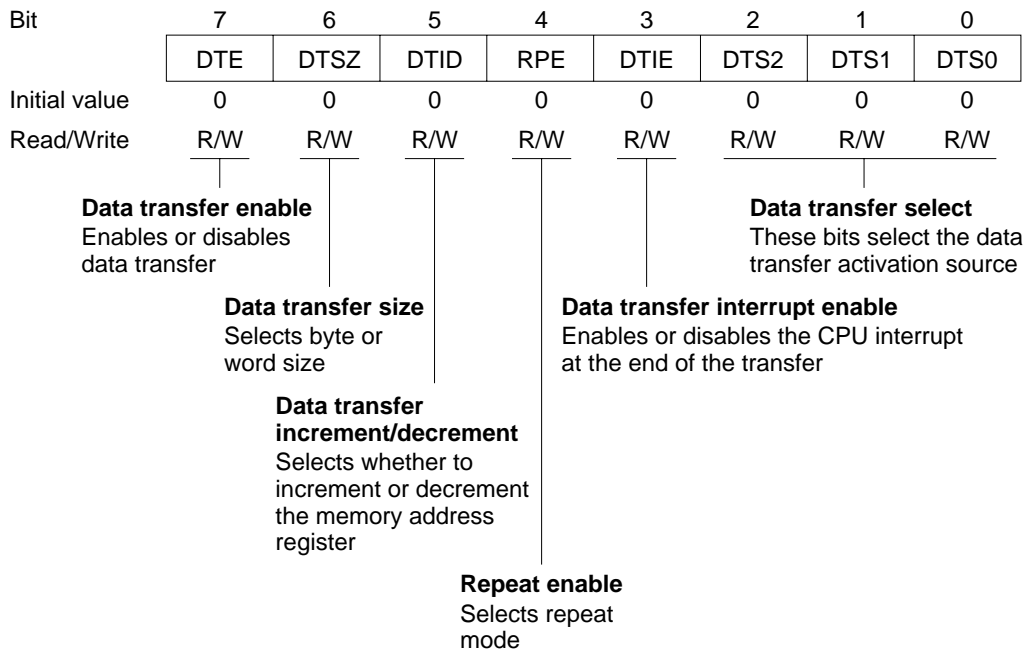 Bit 7 6 5 4 3 2 1 0
DTE DTSZ DTID RPE DTIE DTS2 DTS1 DTS0
Initial value 0 0 0 0 0 0 0 0
Read/Write R/W R/W R/W R/W R/W R/W R/W R/W
Data transfer enable
Enables or disables
data transfer
Data transfer select
These bits select the data
transfer activation source
Data transfer size
Selects byte or
word size
Data transfer interrupt enable
Enables or disables the CPU interrupt
at the end of the transfer
Data transfer
increment/decrement
Selects whether to
increment or decrement
the memory address
register
Repeat enable
Selects repeat
mode